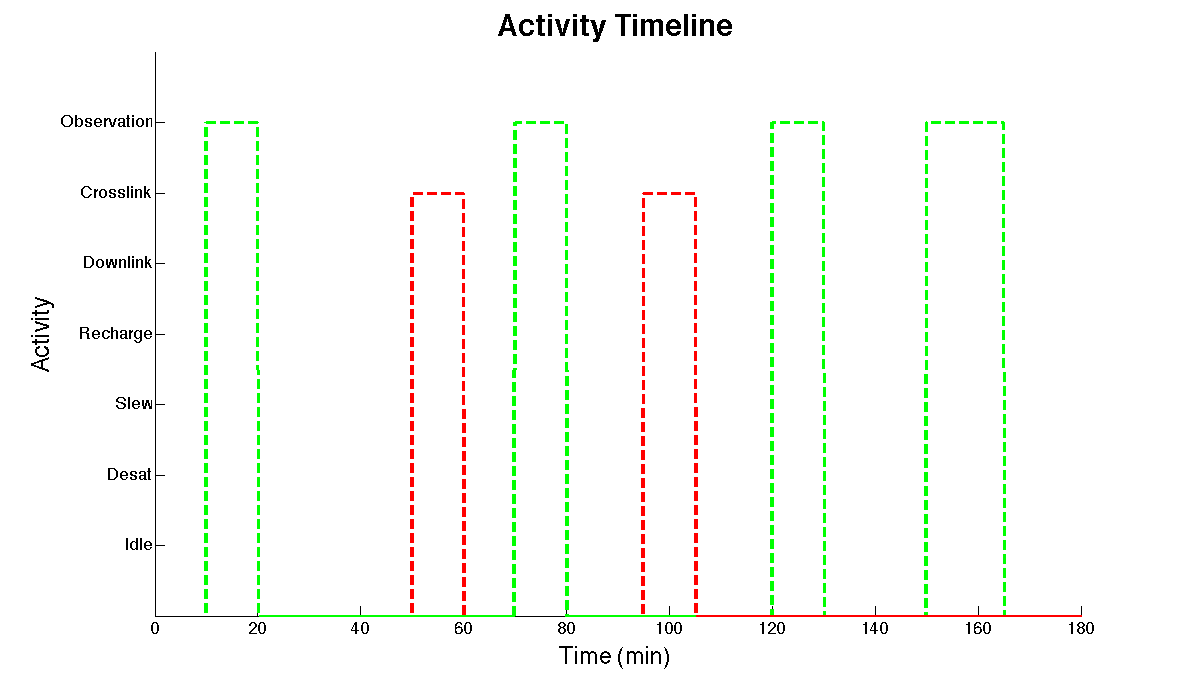 Activity Timeline
Observation
Crosslink
Downlink
Recharge
Slew
Desat
Idle
Activity
0 20 40 60 80 100 120 140 160 180
Time (min)